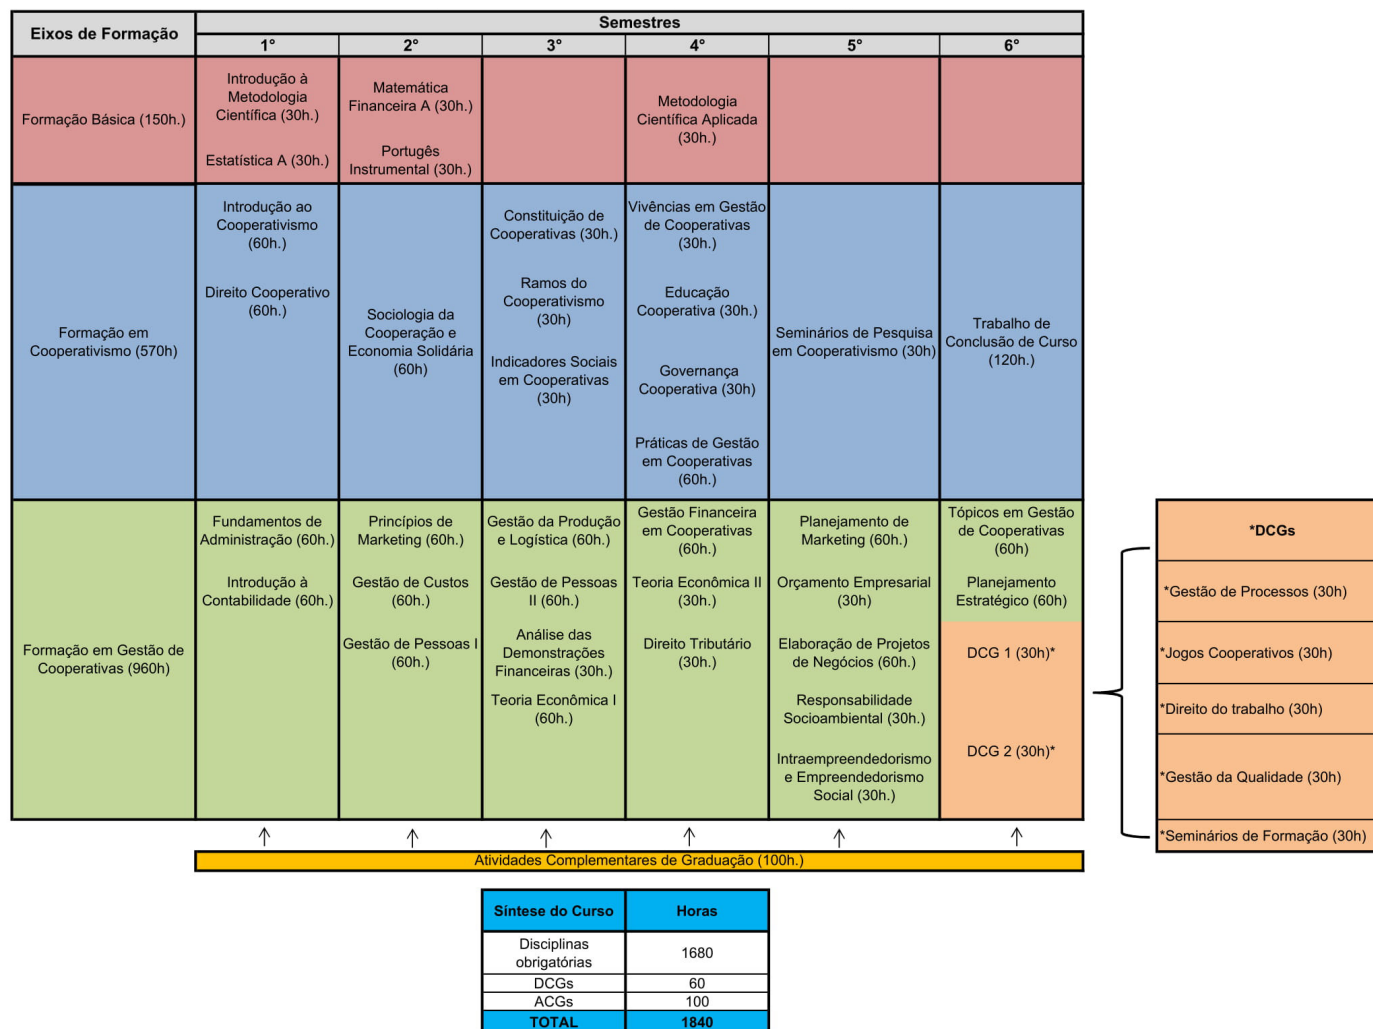 Eixos de Formação
Semestres
1°
2°
3°
4°
5°
6°
Formação Básica (150h.)
Introdução à
Metodologia
Científica (30h.)
Estatística A (30h.)
Matemática
Financeira A (30h.)
Portugês
Instrumental (30h.)
Metodologia
Científica Aplicada
(30h.)
Formação em
Cooperativismo (570h)
Introdução ao
Cooperativismo
(60h.)
Direito Cooperativo
(60h.)
Sociologia da
Cooperação e
Economia Solidária
(60h)
Constituição de
Cooperativas (30h.)
Ramos do
Cooperativismo
(30h)
Indicadores Sociais
em Cooperativas
(30h)
Vivências em Gestão
de Cooperativas
(30h.)
Educação
Cooperativa (30h.)
Governança
Cooperativa (30h)
Práticas de Gestão
em Cooperativas
(60h.)
Seminários de Pesquisa
em Cooperativismo (30h)
Trabalho de
Conclusão de Curso
(120h.)
Formação em Gestão de
Cooperativas (960h)
Fundamentos de
Administração (60h.)
Introdução à
Contabilidade (60h.)
Princípios de
Marketing (60h.)
Gestão de Custos
(60h.)
Gestão de Pessoas I
(60h.)
Gestão da Produção
e Logística (60h.)
Gestão de Pessoas
II (60h.)
Análise das
Demonstrações
Financeiras (30h.)
Teoria Econômica I
(60h.)
Gestão Financeira
em Cooperativas
(60h.)
Teoria Econômica II
(30h.)
Direito Tributário
(30h.)
Planejamento de
Marketing (60h.)
Orçamento Empresarial
(30h)
Elaboração de Projetos
de Negócios (60h.)
Responsabilidade
Socioambiental (30h.)
Intraempreendedorismo
e Empreendedorismo
Social (30h.)
Tópicos em Gestão
de Cooperativas
(60h)
Planejamento
Estratégico (60h)
DCG 1 (30h)*
DCG 2 (30h)*
*DCGs
*Gestão de Processos (30h)
*Jogos Cooperativos (30h)
*Direito do trabalho (30h)
*Gestão da Qualidade (30h)
*Seminários de Formação (30h)
Atividades Complementares de Graduação (100h.)
Síntese do Curso
Horas
Disciplinas
obrigatórias
1680
DCGs
60
ACGs
100
TOTAL
1840